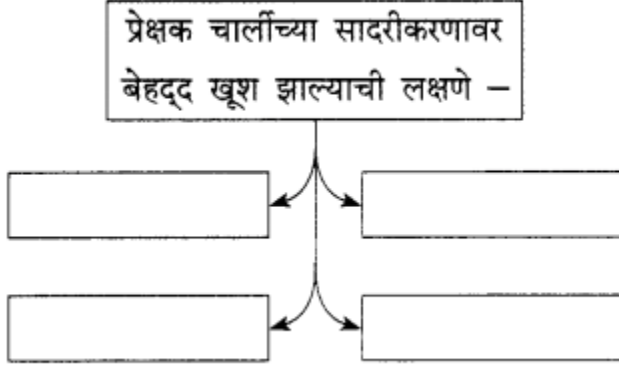 प्रेक्षक चार्लीच्या सादरीकरणावर
बेहद्द खूश झाल्याची लक्षणे –